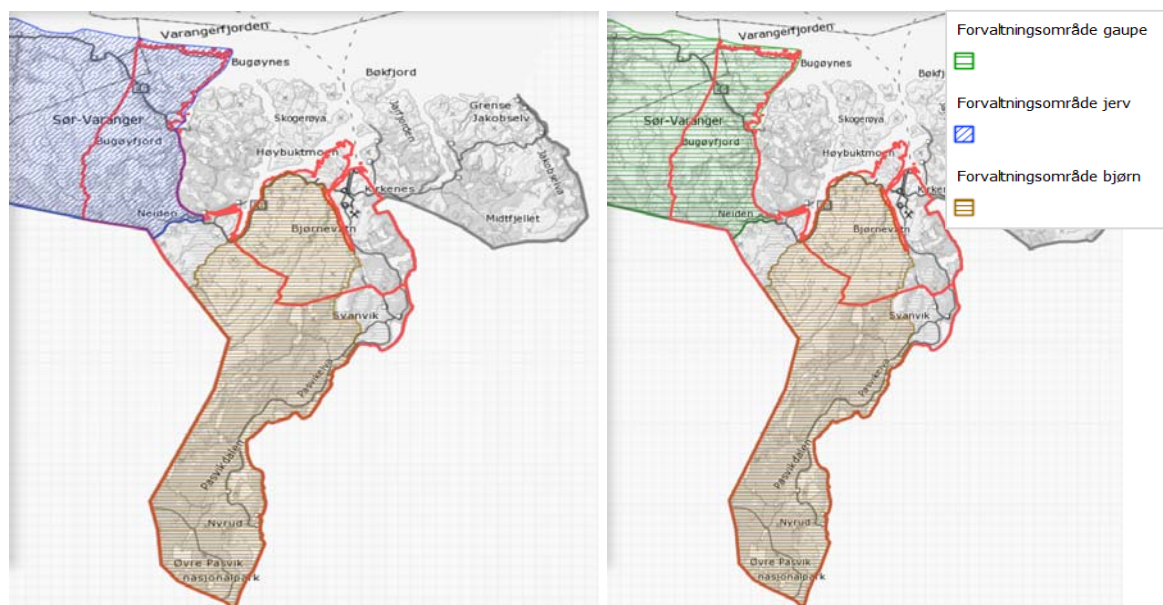 Varangerfjorden
Bugøynes
Bøkfjord
Jarfjorden
Grense
Jakobselv
Skogerøya
Sør-Varanger
Bugøyfjord
Høybuktmoen
Jakobselva
Kirkenes
Neiden
Midtfjellet
Bjørnevatn
Svanvik
Pasvikelva
Pasvikdalen
Nyrud
Øvre Pasvik
nasjonalpark
Varangerfjorden
Bugøynes
Bøkfj
Skogerøya
Sør-Varanger
Bugøyfjord
Høybuktmoen
Neiden
Bjørnevatn
Svanvik
Pasvikelva
Pasvikdalen
Nyrud
Øvre Pasvik
nasjonalpark
Forvaltningsområde gaupe
Forvaltningsområde jerv
Forvaltningsområde bjørn